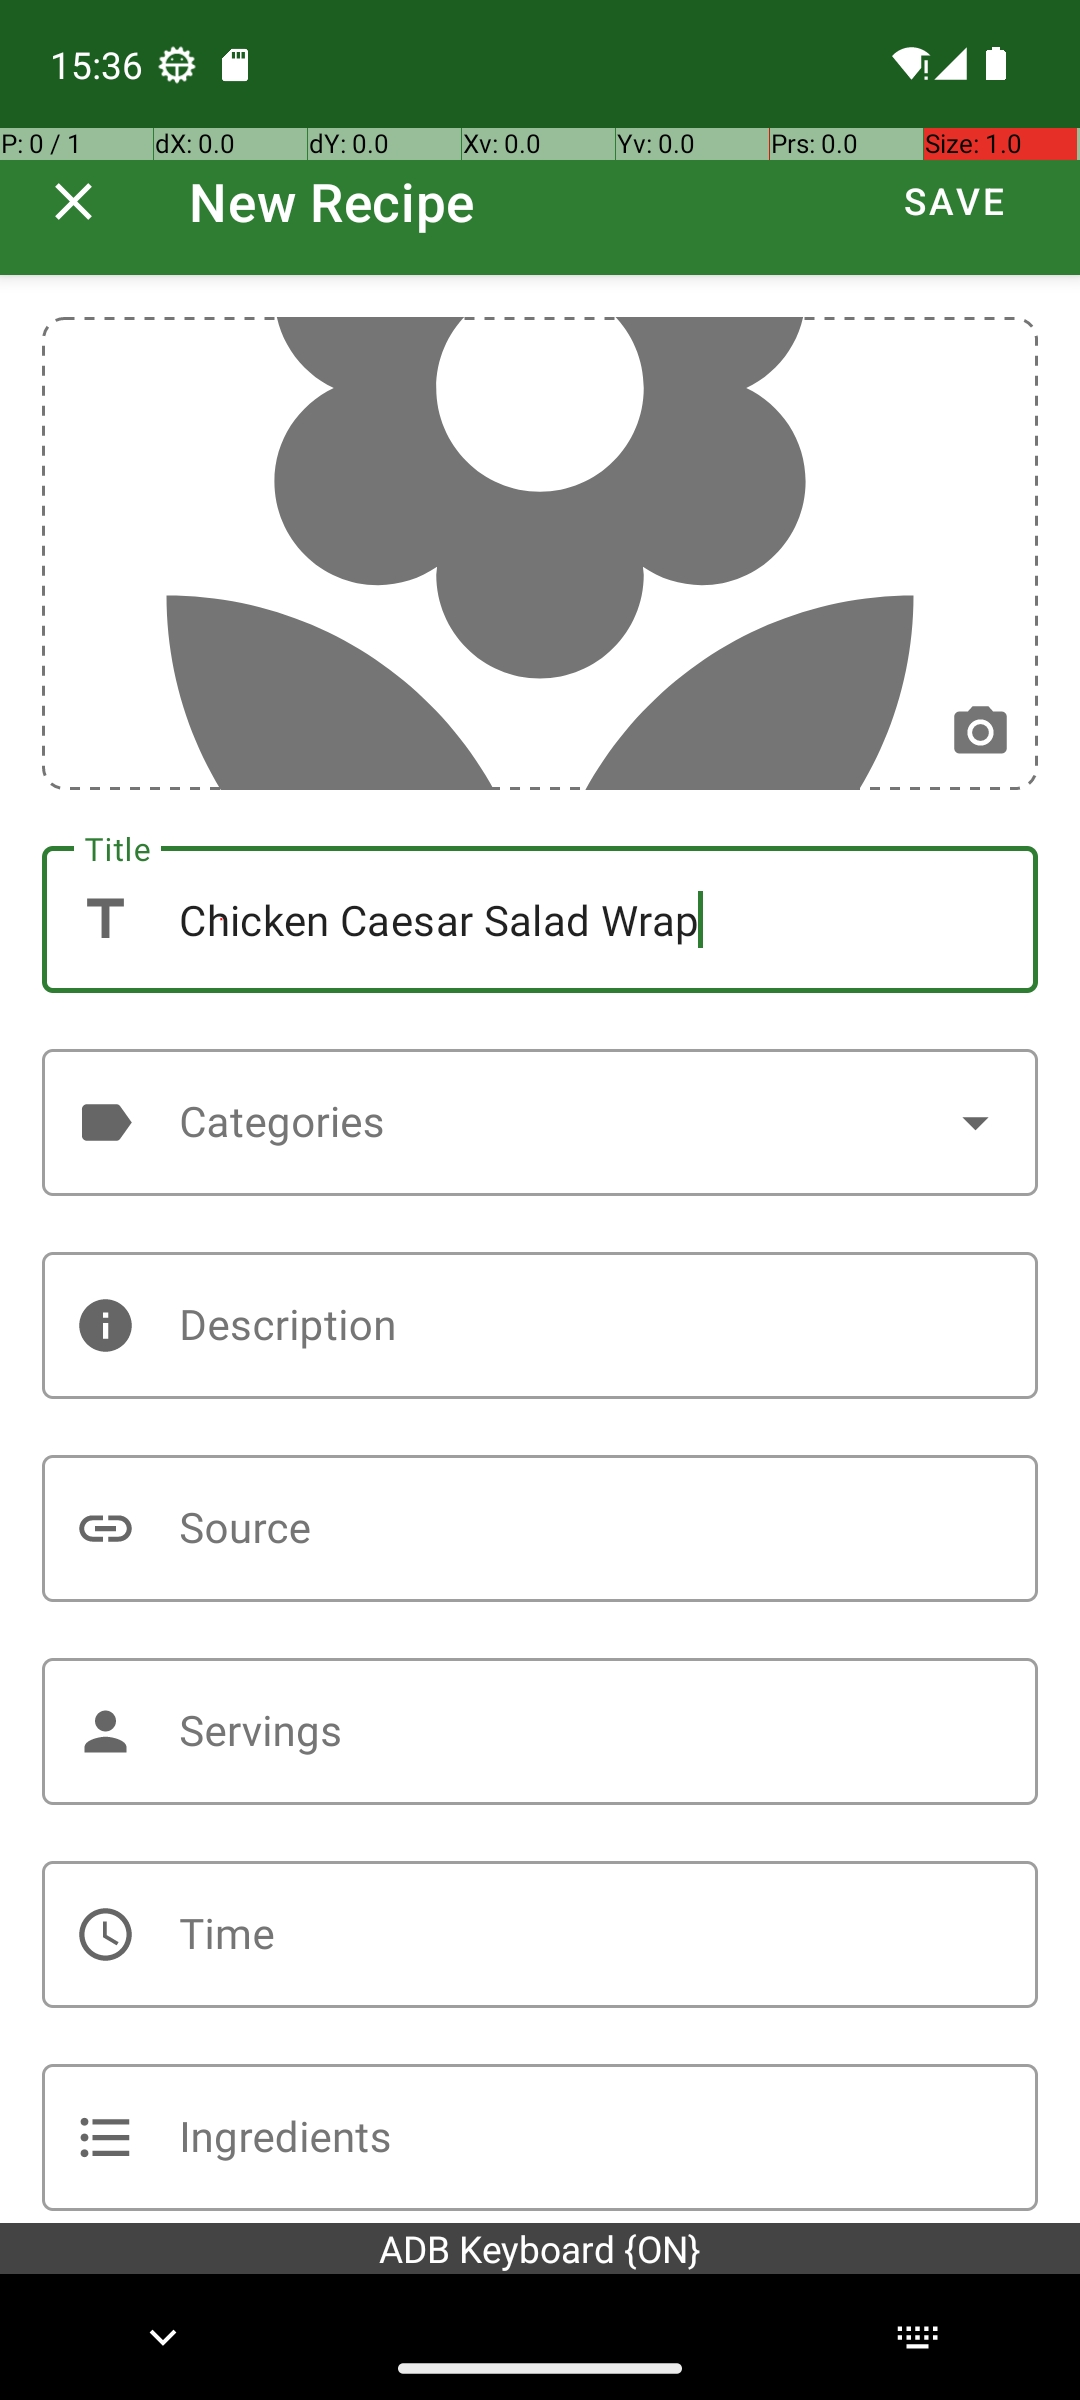 15:36
P: 0 / 1 dX: 0.0 dY: 0.0 Xv: 0.0 Yv: 0.0 Prs: 0.0 Size: 1.0
New Recipe SAVE
Title
Chicken Caesar Salad Wrap
Categories
Description
Source
Servings
Time
Ingredients
ADB Keyboard {ON}